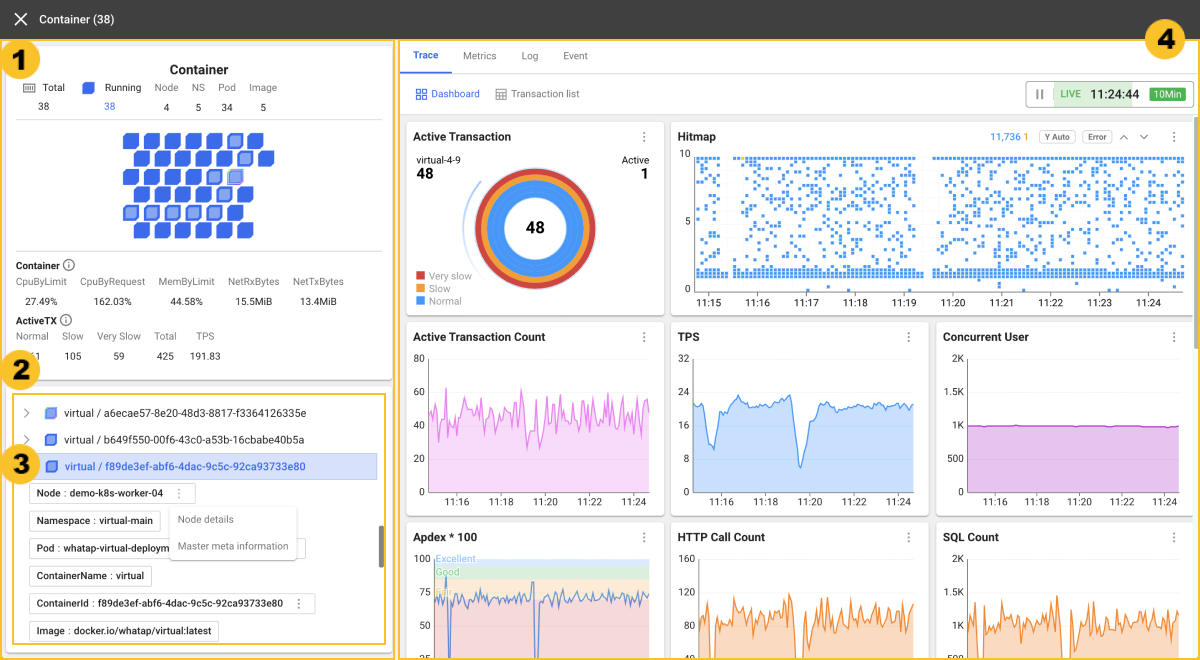 Container (38)
1
Container
Total Running Node NS Pod Image
38 38 4 5 34 5
Container
CpuByLimit CpuByRequest MemByLimit NetRxBytes NetTxBytes
27.49% 162.03% 44.58% 15.5MiB 13.4MiB
ActiveTX
Normal Slow Very Slow Total TPS
105 59 425 191.83
2
virtual / a6ecae57-8e20-48d3-8817-f3364126335e
virtual / b649f550-00f6-43c0-a53b-16cbabe40b5a
3
virtual / f89de3ef-abf6-4dac-9c5c-92ca93733e80
Node : demo-k8s-worker-04
Namespace : virtual-main
Node details
Master meta information
Pod : whatap-virtual-deploym
ContainerName : virtual
ContainerId : f89de3ef-abf6-4dac-9c5c-92ca93733e80
Image : docker.io/whatap/virtual:latest
4
Trace Metrics Log Event
Dashboard Transaction list
LIVE 11:24:44 10Min
Active Transaction
virtual-4-9 Active
48 1
48
Very slow
Slow
Normal
Hitmap 11,736 1 Y Auto Error
10
5
0
11:15 11:16 11:17 11:18 11:19 11:20 11:21 11:22 11:23 11:24
Active Transaction Count
80
60
40
20
0
11:16 11:18 11:20 11:22 11:24
TPS
32
24
16
8
0
11:16 11:18 11:20 11:22 11:24
Concurrent User
2K
1.5K
1K
500
0
11:16 11:18 11:20 11:22 11:24
Apdex * 100
100
Excellent
Good
75
50
25
HTTP Call Count
160
120
80
40
SQL Count
2K
1.5K
1K
500